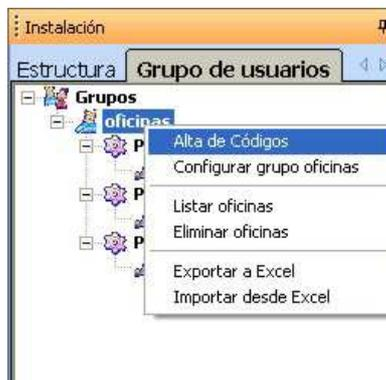 Instalación
Estructura Grupo de usuarios
Grupos
oficinas
Alta de Códigos
P
Configurar grupo oficinas
P
Listar oficinas
Eliminar oficinas
P
Exportar a Excel
Importar desde Excel